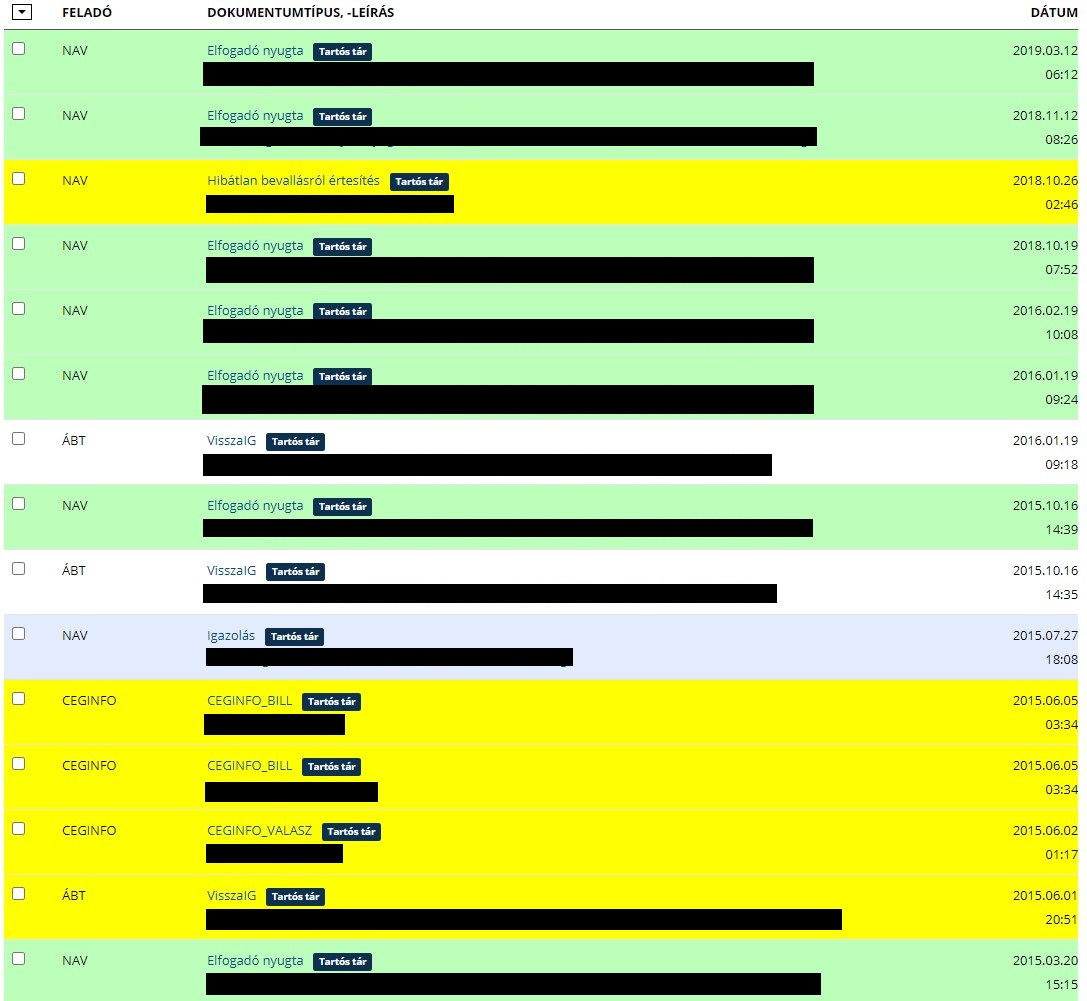 FELADÓ DOKUMENTUMTÍPUS, -LEÍRÁS DÁTUM
NAV Elfogadó nyugta Tartós tár 2019.03.12
06:12
NAV Elfogadó nyugta Tartós tár 2018.11.12
08:26
NAV Hibátlan bevallásról értesítés Tartós tár 2018.10.26
02:46
NAV Elfogadó nyugta Tartós tár 2018.10.19
07:52
NAV Elfogadó nyugta Tartós tár 2016.02.19
10:08
NAV Elfogadó nyugta Tartós tár 2016.01.19
09:24
ÁBT VisszaIG Tartós tár 2016.01.19
09:18
NAV Elfogadó nyugta Tartós tár 2015.10.16
14:39
ÁBT VisszaIG Tartós tár 2015.10.16
14:35
NAV Igazolás Tartós tár 2015.07.27
18:08
CEGINFO CEGINFO_BILL Tartós tár 2015.06.05
03:34
CEGINFO CEGINFO_BILL Tartós tár 2015.06.05
03:34
CEGINFO CEGINFO_VALASZ Tartós tár 2015.06.02
01:17
ÁBT VisszaIG Tartós tár 2015.06.01
20:51
NAV Elfogadó nyugta Tartós tár 2015.03.20
15:15